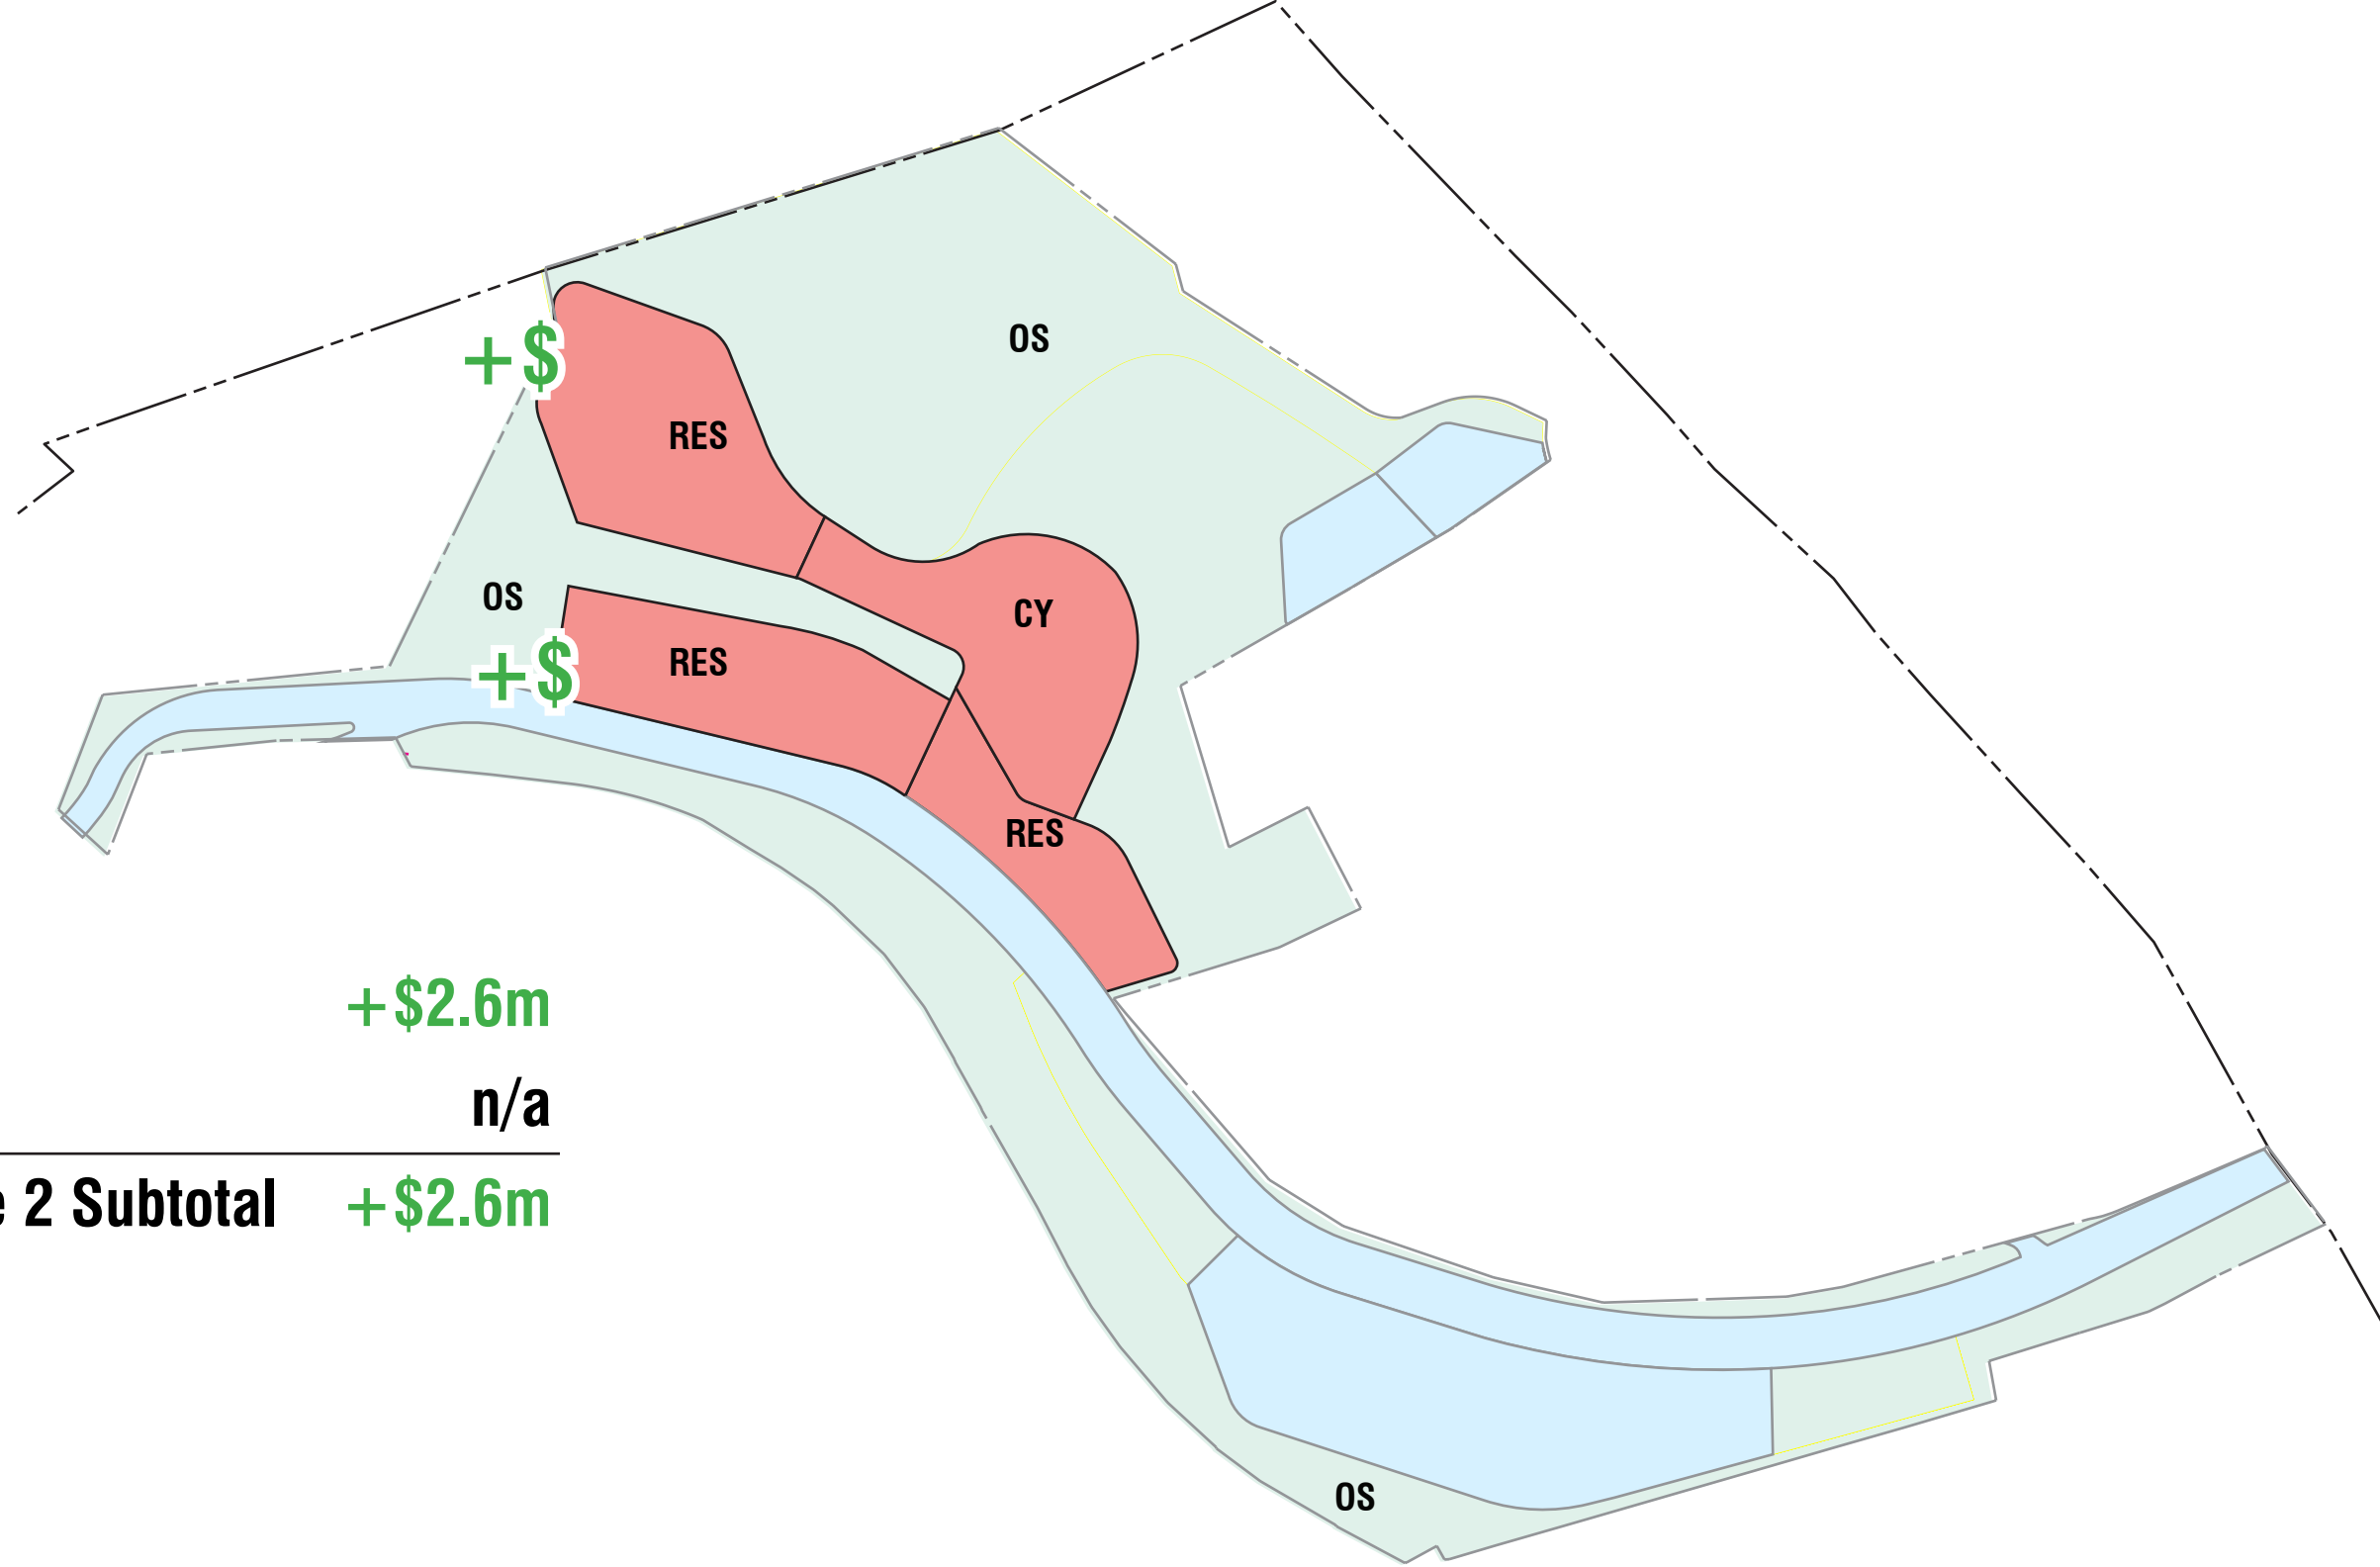 OS
+$
RES
OS
CY
RES
+$
RES
+$2.6m
n/a
2 Subtotal +$2.6m
OS